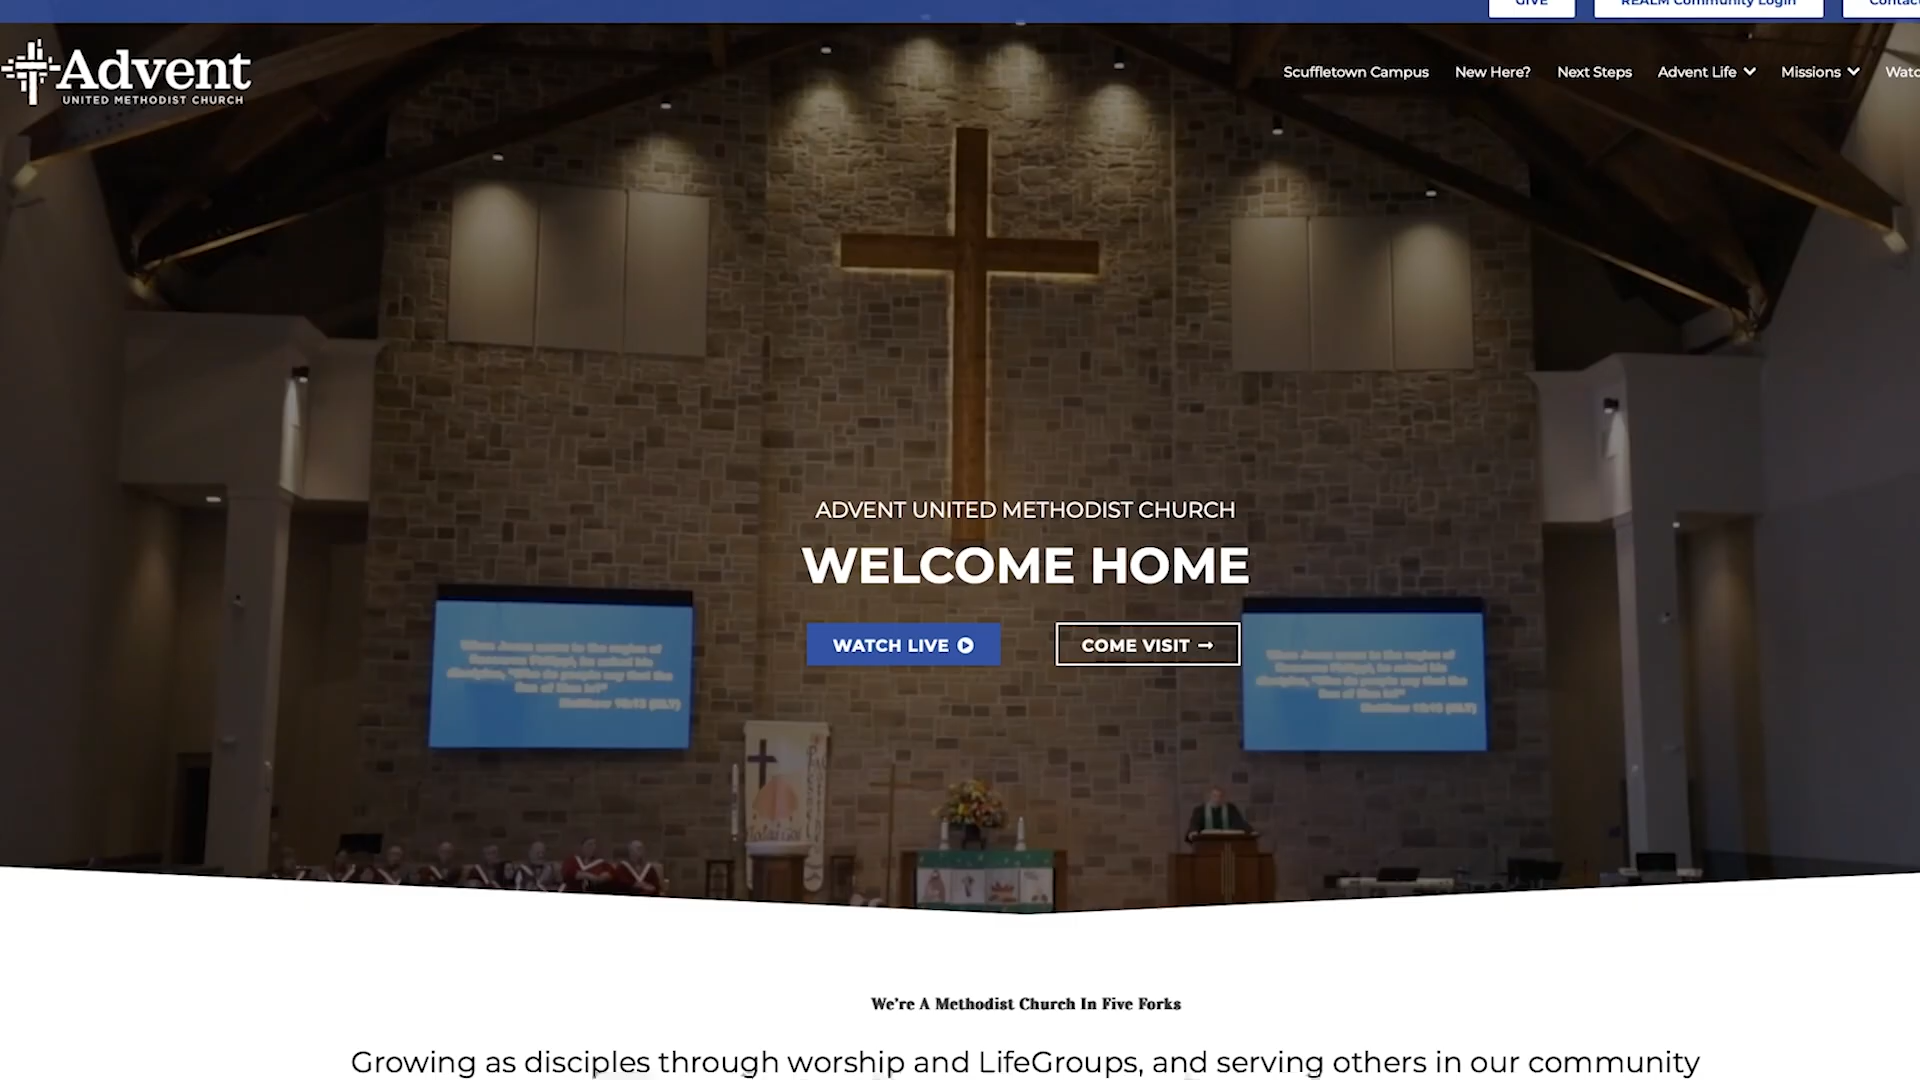 GIVE
REALM Community Login
Contact
Advent
UNITED METHODIST CHURCH
Scuffletown Campus
New Here?
Next Steps
Advent Life
Missions
ADVENT UNITED METHODIST CHURCH
WELCOME HOME
WATCH LIVE
COME VISIT →
We're A Methodist Church In Five Forks
Growing as disciples through worship and LifeGroups, and serving others in our community